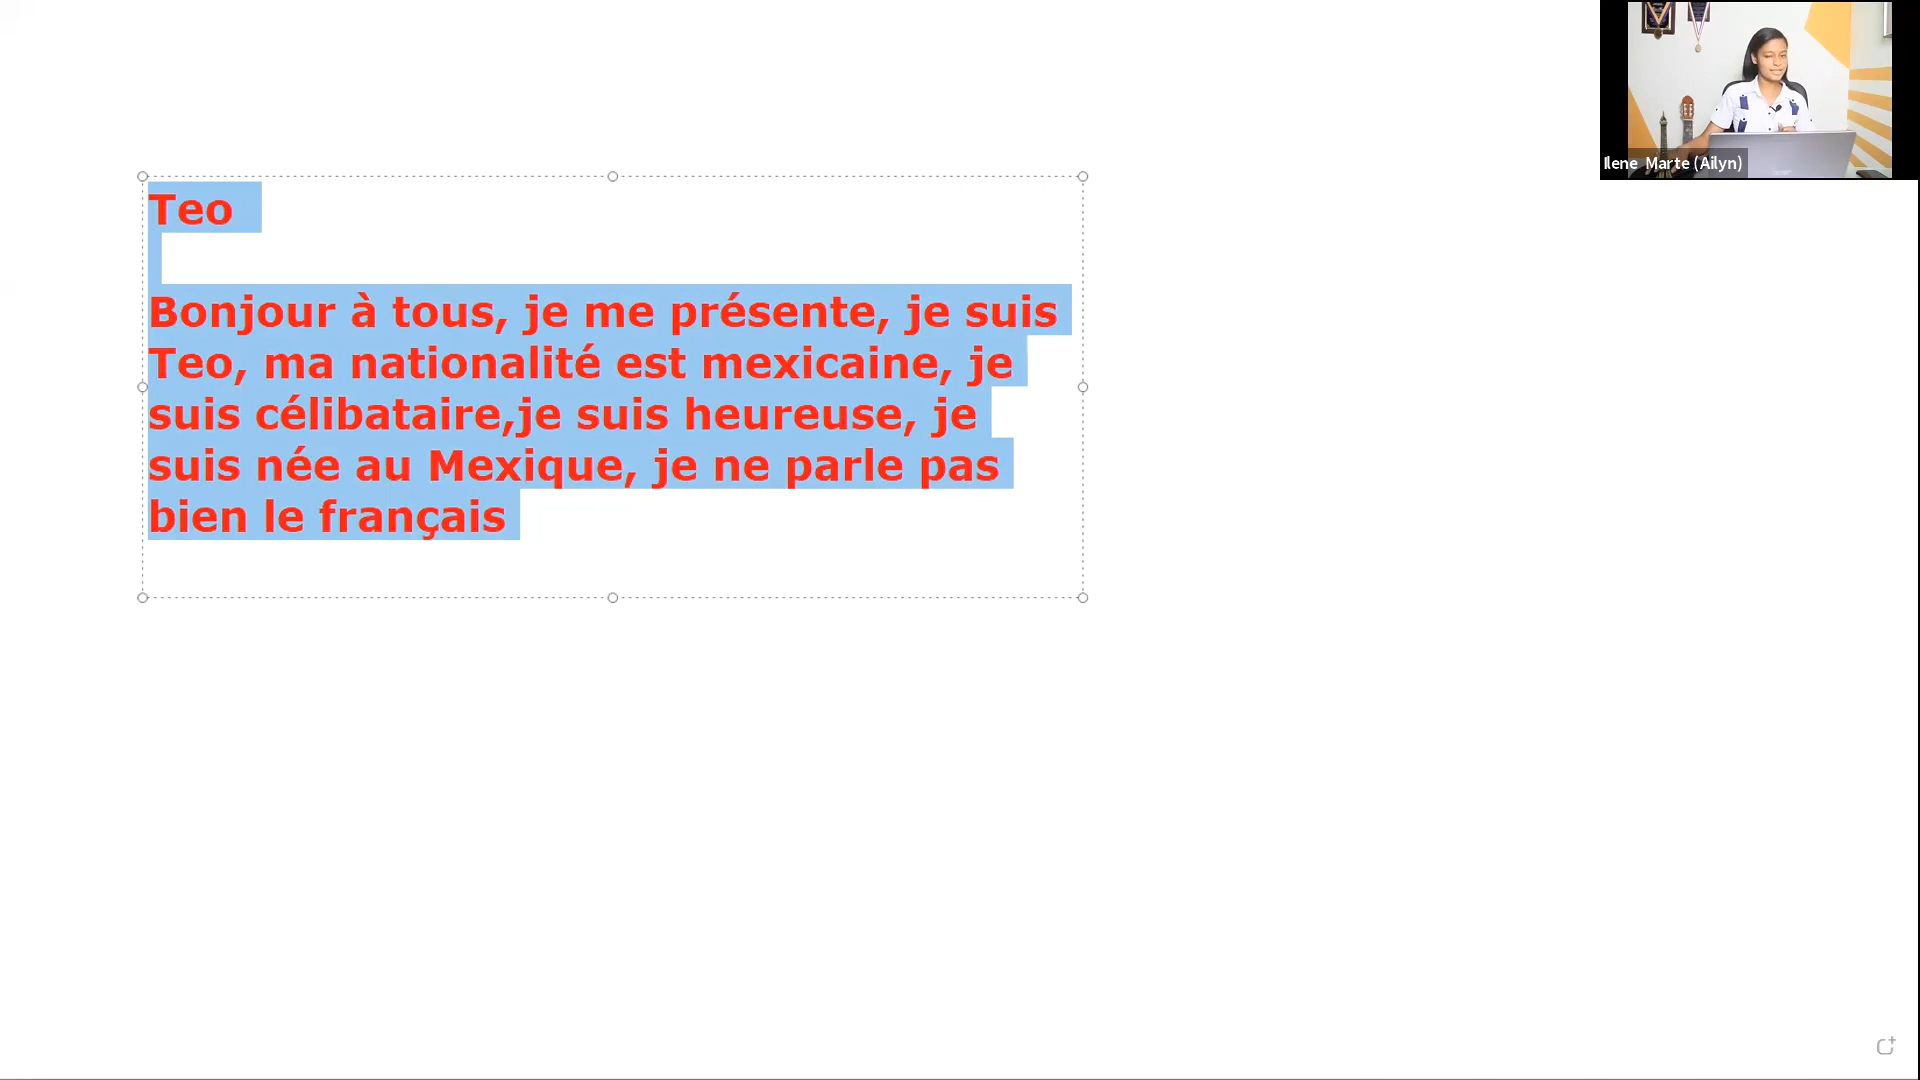 Teo
Bonjour à tous, je me présente, je suis
Teo, ma nationalité est mexicaine, je
suis célibataire,je suis heureuse, je
suis née au Mexique, je ne parle pas
bien le français
Ilene Marte (Ailyn)